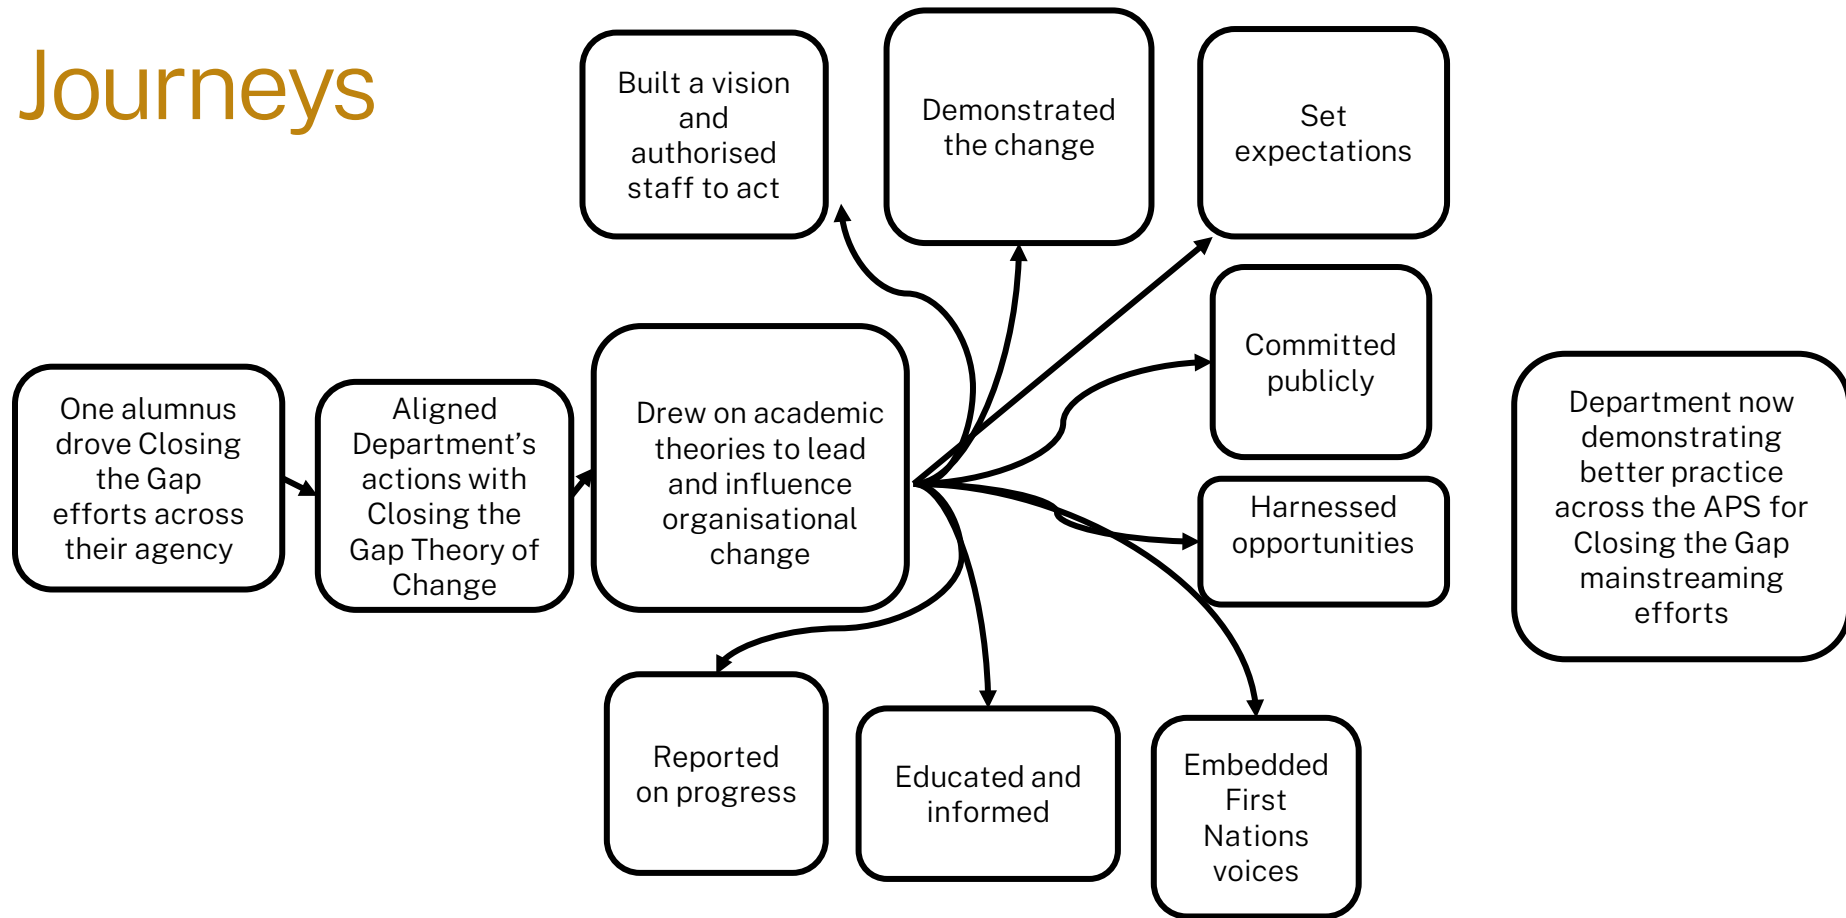 Journeys
Built a vision
and
authorised
staff to act
Demonstrated
the change
Set
expectations
Committed
publicly
One alumnus
drove Closing
the Gap
efforts across
their agency
Aligned
Department’s
actions with
Closing the
Gap Theory of
Change
Drew on academic
theories to lead
and influence
organisational
change
Harnessed
opportunities
Department now
demonstrating
better practice
across the APS for
Closing the Gap
mainstreaming
efforts
Reported
on progress
Educated and
informed
Embedded
First
Nations
voices